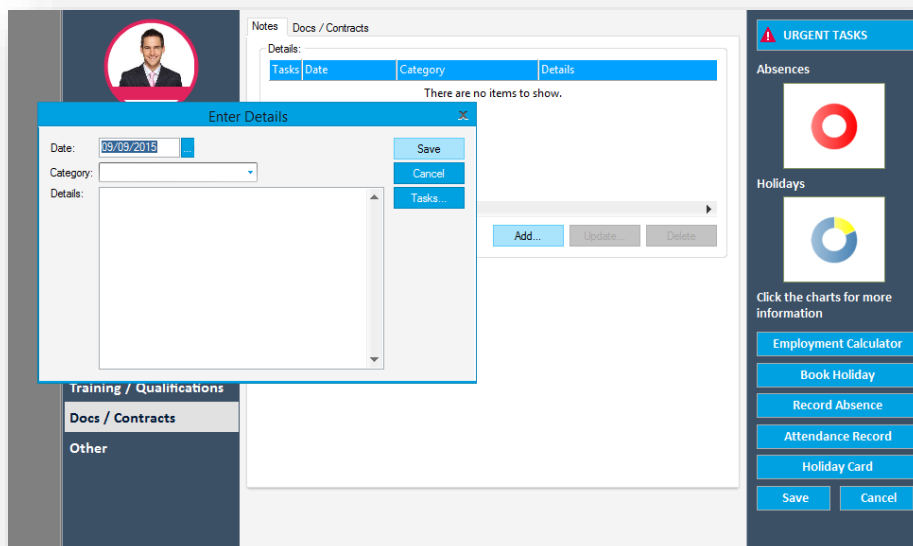 Notes Docs / Contracts
Details:
Tasks Date Category Details
There are no items to show.
Enter Details
Date: 09/09/2015 ...
Category:
Details:
Save
Cancel
Tasks...
Add... Update... Delete
Training / Qualifications
Docs / Contracts
Other
URGENT TASKS
Absences
Holidays
Click the charts for more
information
Employment Calculator
Book Holiday
Record Absence
Attendance Record
Holiday Card
Save Cancel